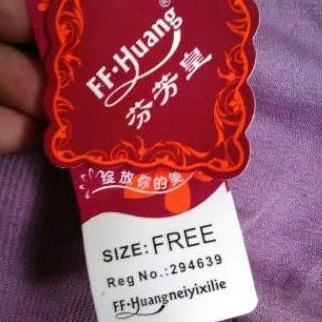 FF·Huang®
芬芳皇
绽放你的美
SIZE: FREE
Reg No.:294639
FF·Huangneiyixilie